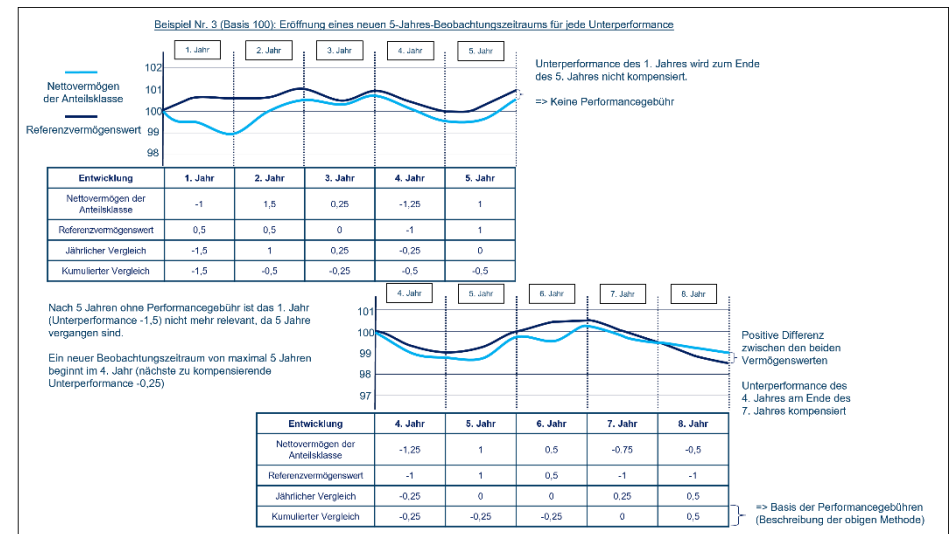 Beispiel Nr. 3 (Basis 100): Eröffnung eines neuen 5-Jahres-Beobachtungszeitraums für jede Unterperformance
1. Jahr 2. Jahr 3. Jahr 4. Jahr 5. Jahr
Nettovermögen
der Anteilsklasse
Referenzvermögenswert
102
101
100
99
98
Unterperformance des 1. Jahres wird zum Ende
des 5. Jahres nicht kompensiert.
=> Keine Performancegebühr
Entwicklung 1. Jahr 2. Jahr 3. Jahr 4. Jahr 5. Jahr
Nettovermögen der
Anteilsklasse -1 1,5 0,25 -1,25 1
Referenzvermögenswert 0,5 0,5 0 -1 1
Jährlicher Vergleich -1,5 1 0,25 -0,25 0
Kumulierter Vergleich -1,5 -0,5 -0,25 -0,5 -0.5
Nach 5 Jahren ohne Performancegebühr ist das 1. Jahr
(Unterperformance -1,5) nicht mehr relevant, da 5 Jahre
vergangen sind.
Ein neuer Beobachtungszeitraum von maximal 5 Jahren
beginnt im 4. Jahr (nächste zu kompensierende
Unterperformance -0,25)
4. Jahr 5. Jahr 6. Jahr 7. Jahr 8. Jahr
101
100
99
98
97
Positive Differenz
zwischen den beiden
Vermögenswerten
Unterperformance des
4. Jahres am Ende des
7. Jahres kompensiert
Entwicklung 4. Jahr 5. Jahr 6. Jahr 7. Jahr 8. Jahr
Nettovermögen der
Anteilsklasse -1,25 1 0.5 -0.75 -0,5
Referenzvermögenswert -1 1 0,5 -1 -1
Jährlicher Vergleich -0,25 0 0 0,25 0,5
Kumulierter Vergleich -0,25 -0,25 -0,25 0 0,5
=> Basis der Performancegebühren
(Beschreibung der obigen Methode)